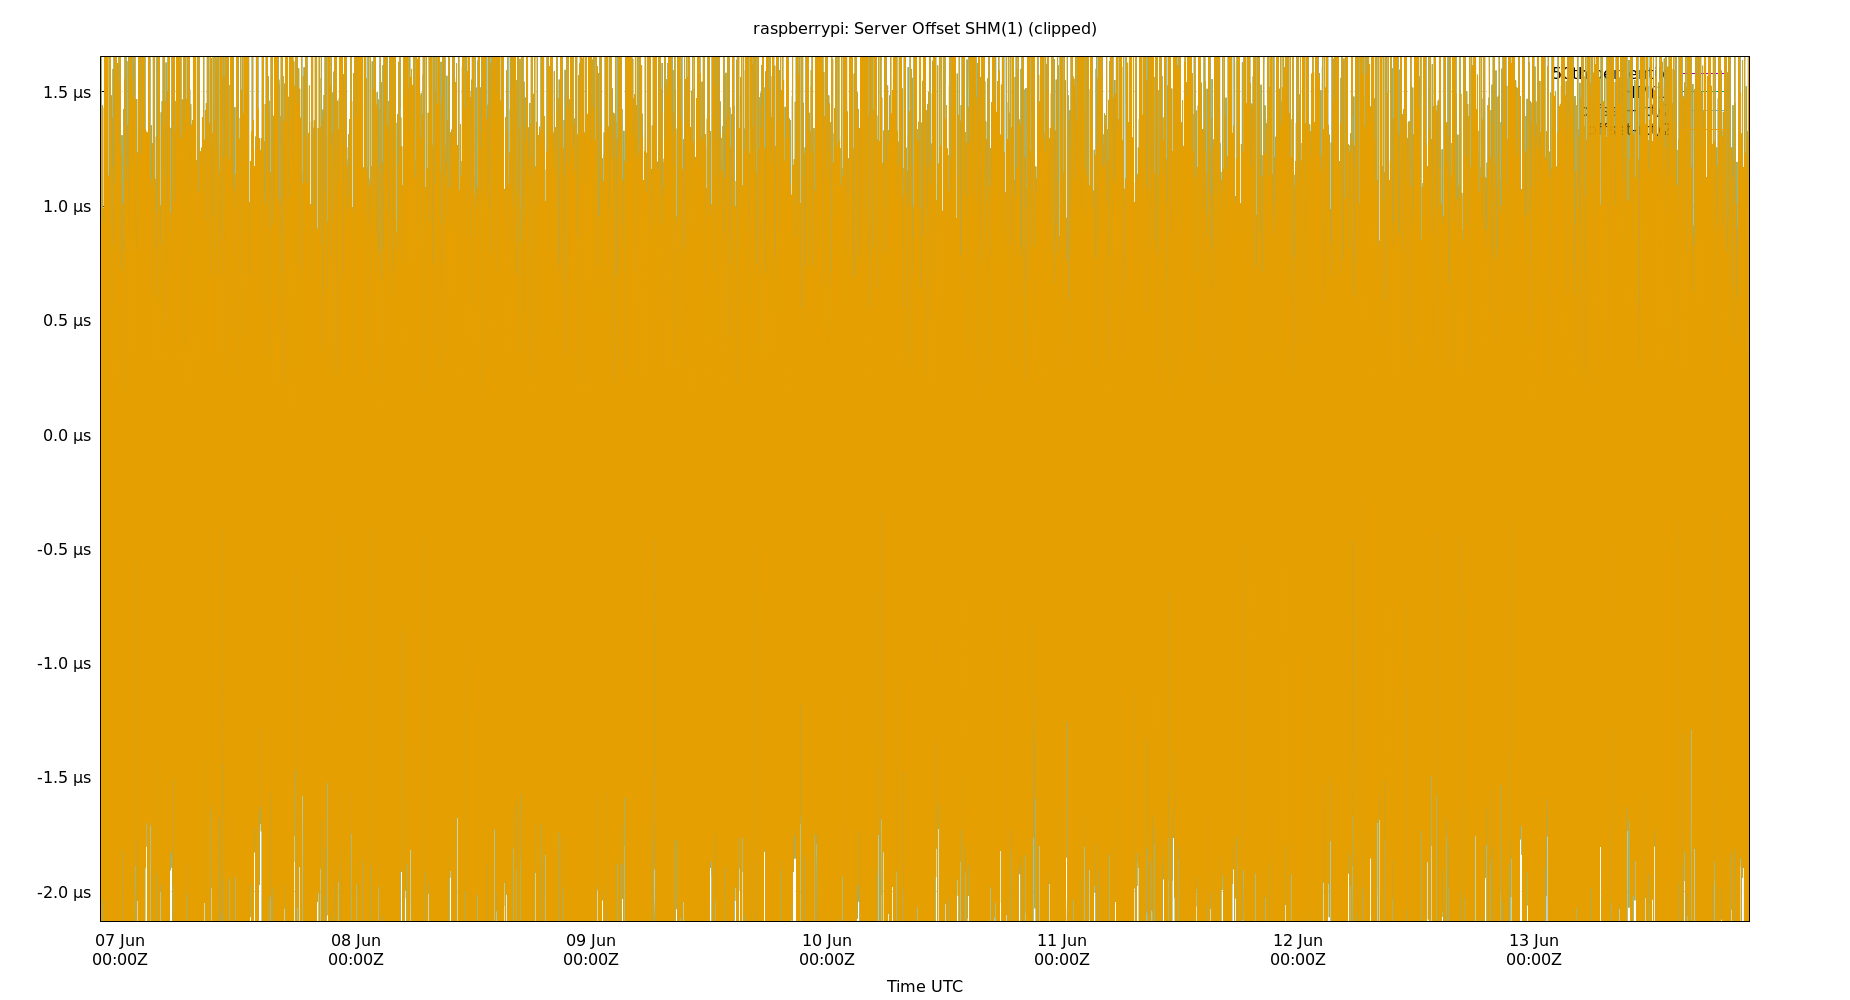 raspberrypi: Server Offset SHM(1) (clipped)
1.5 µs
1.0 µs
0.5 µs
0.0 µs
-0.5 µs
-1.0 µs
-1.5 µs
-2.0 µs
07 Jun 08 Jun 09 Jun 10 Jun 11 Jun 12 Jun 13 Jun
00:00Z 00:00Z 00:00Z 00:00Z 00:00Z 00:00Z 00:00Z
Time UTC